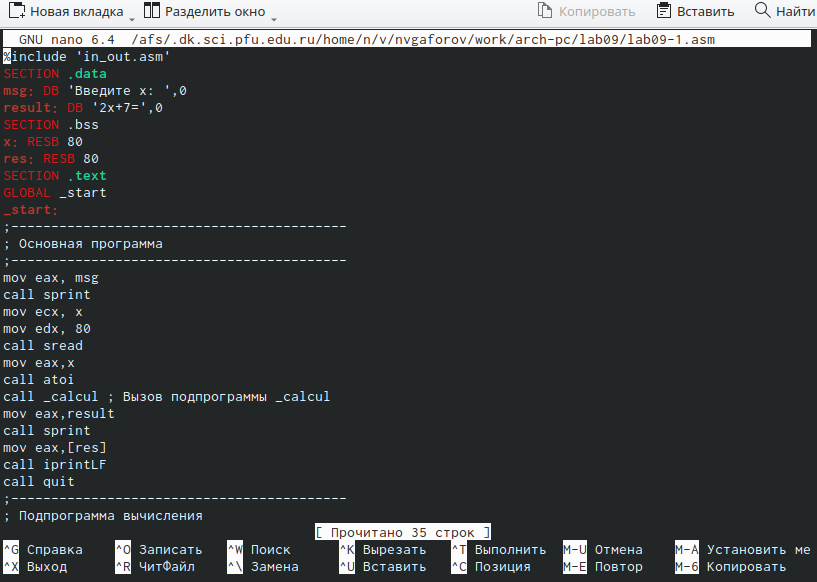 Новая вкладка Разделить окно Копировать Вставить Найти
GNU nano 6.4 /afs/.dk.sci.pfu.edu.ru/home/n/v/nvgaforov/work/arch-pc/lab09/lab09-1.asm
%include 'in_out.asm'
SECTION .data
msg: DB 'Введите x: ',0
result: DB '2x+7=',0
SECTION .bss
x: RESB 80
res: RESB 80
SECTION .text
GLOBAL _start
_start:
;------------------------------------------
; Основная программа
;------------------------------------------
mov eax, msg
call sprint
mov ecx, x
mov edx, 80
call sread
mov eax,x
call atoi
call _calcul ; Вызов подпрограммы _calcul
mov eax,result
call sprint
mov eax,[res]
call iprintLF
call quit
;------------------------------------------
; Подпрограмма вычисления
[ Прочитано 35 строк ]
^G Справка ^O Записать ^W Поиск ^K Вырезать ^T Выполнить M-U Отмена M-A Установить ме
^X Выход ^R ЧитФайл ^\ Замена ^U Вставить ^C Позиция M-E Повтор M-6 Копировать